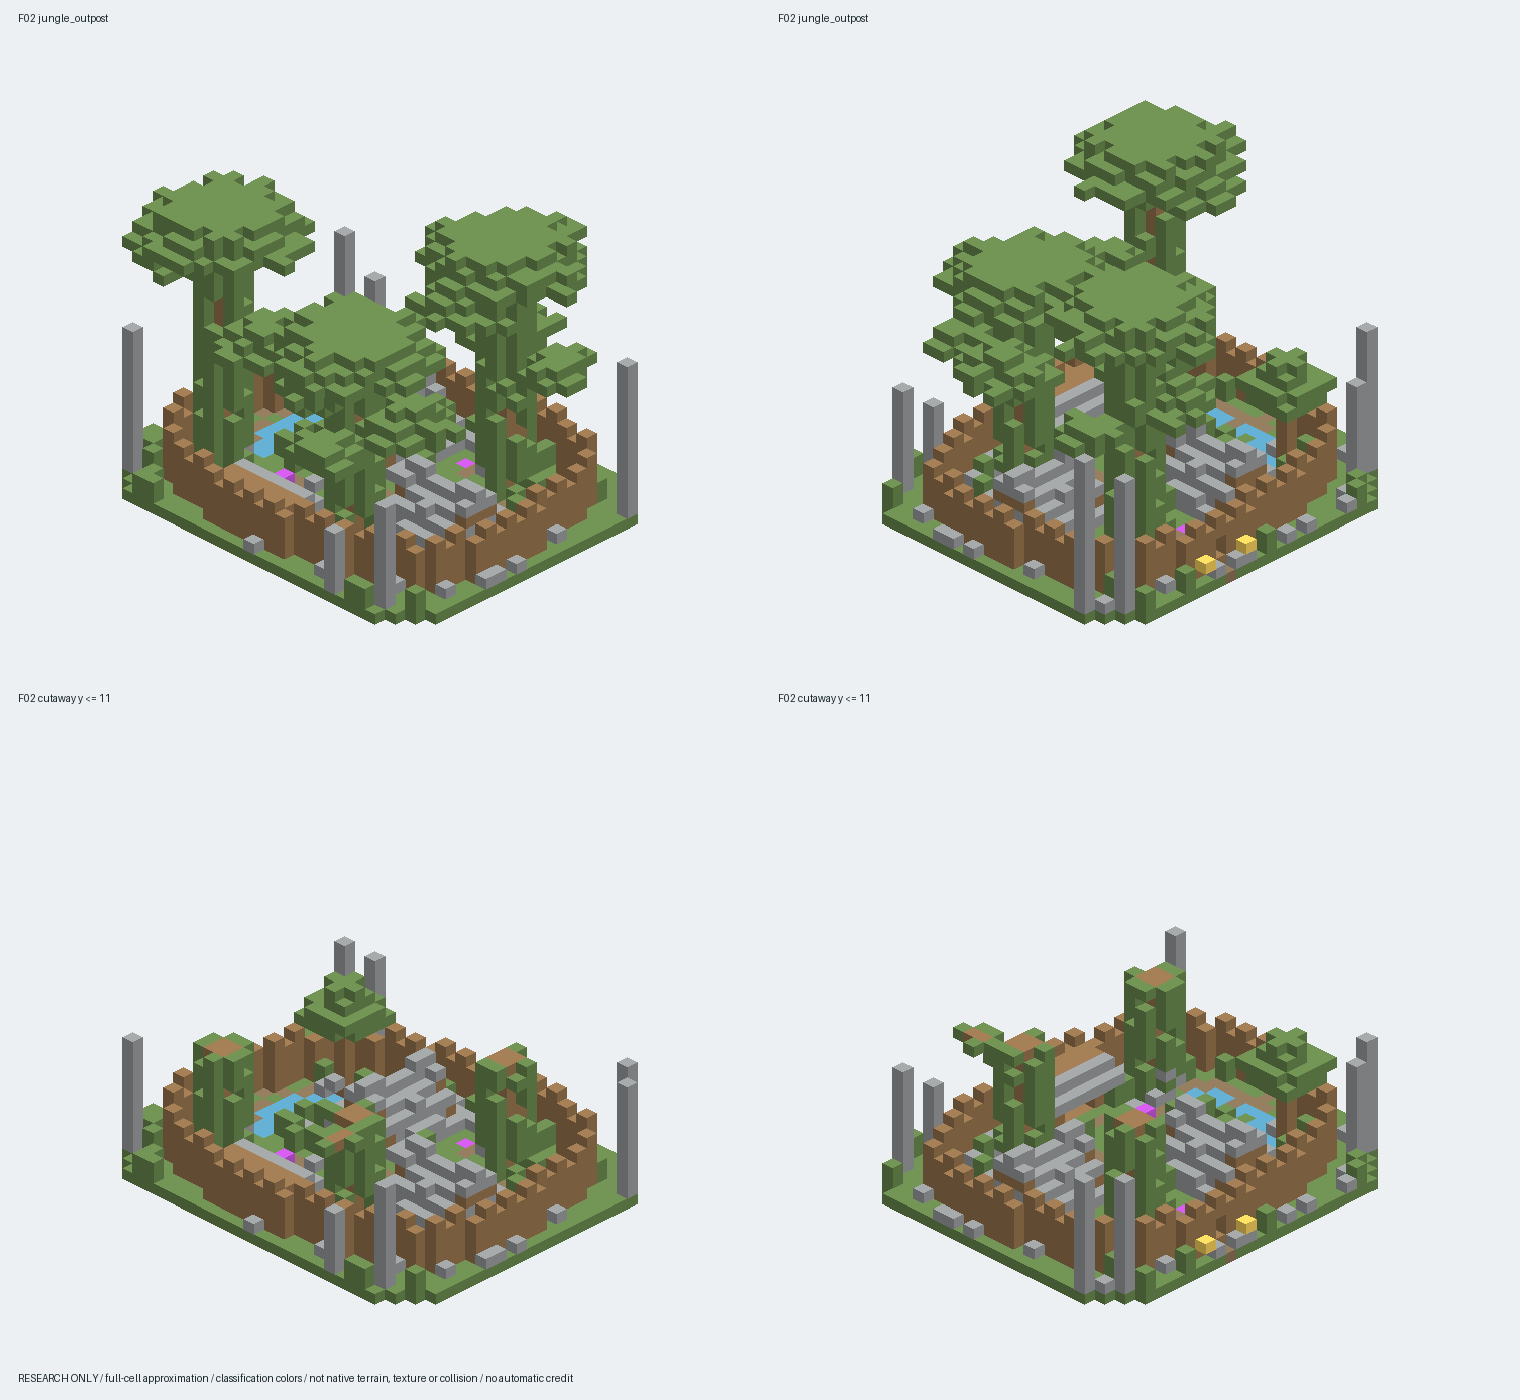 F02 jungle_outpost
F02 jungle_outpost
F02 cutaway y <= 11
F02 cutaway y <= 11
RESEARCH ONLY / full-cell approximation / classification colors / not native terrain, texture or collision / no automatic credit